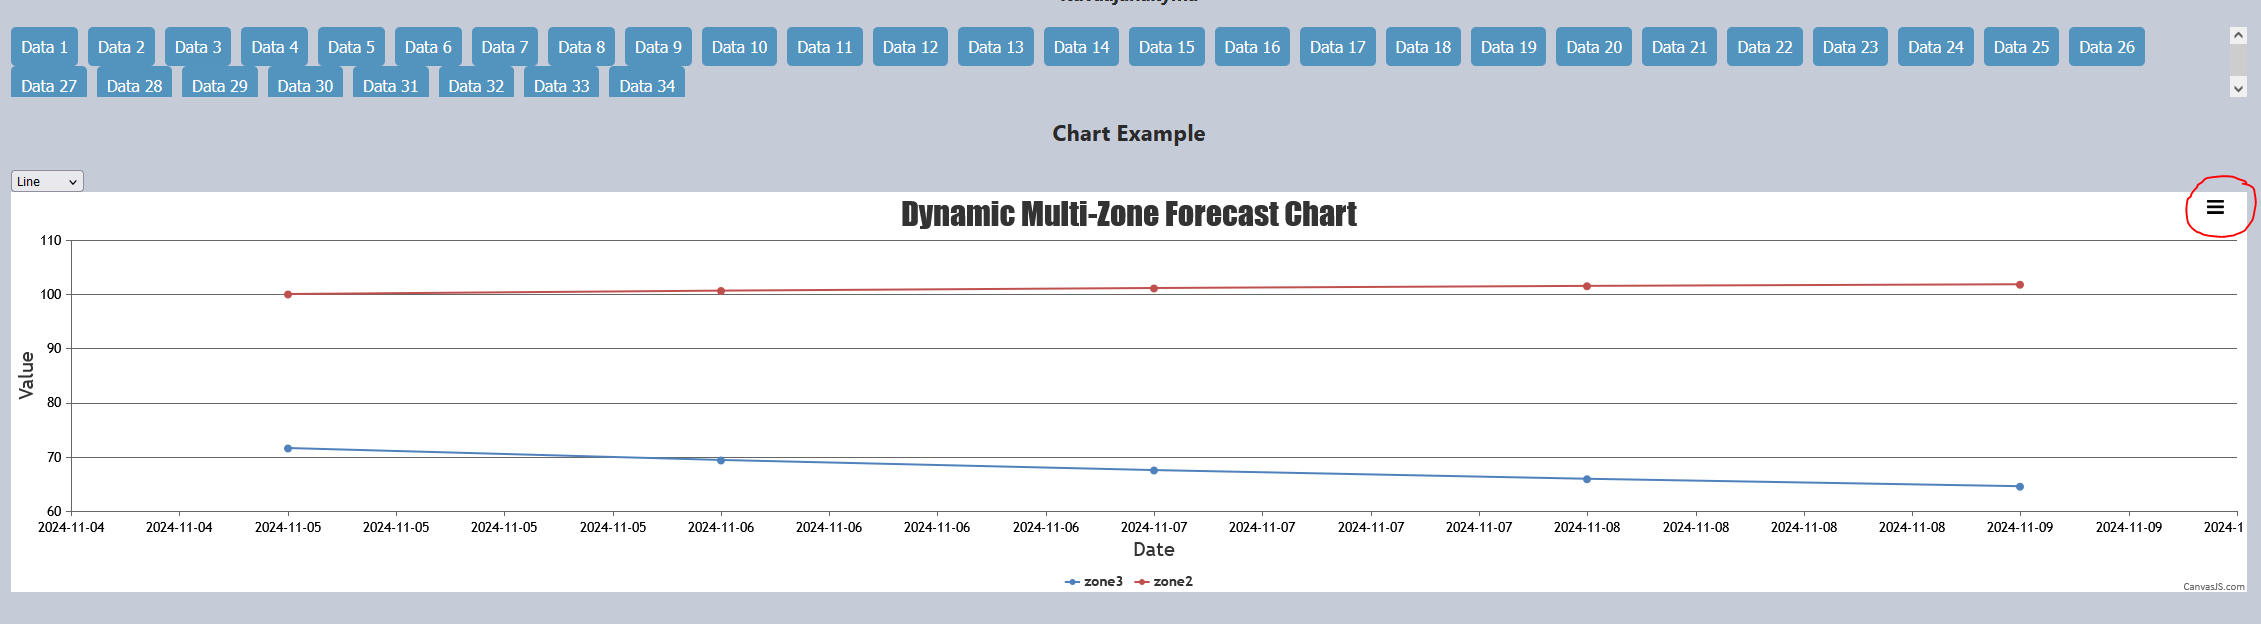 Data 1 Data 2 Data 3 Data 4 Data 5 Data 6 Data 7 Data 8 Data 9 Data 10 Data 11 Data 12 Data 13 Data 14 Data 15 Data 16 Data 17 Data 18 Data 19 Data 20 Data 21 Data 22 Data 23 Data 24 Data 25 Data 26
Data 27 Data 28 Data 29 Data 30 Data 31 Data 32 Data 33 Data 34
Chart Example
Line
Dynamic Multi-Zone Forecast Chart
110
100
90
80
70
60
Value
2024-11-04 2024-11-04 2024-11-05 2024-11-05 2024-11-05 2024-11-05 2024-11-06 2024-11-06 2024-11-06 2024-11-06 2024-11-07 2024-11-07 2024-11-07 2024-11-07 2024-11-08 2024-11-08 2024-11-08 2024-11-08 2024-11-09 2024-11-09 2024-1
Date
zone3 zone2
CanvasJS.com